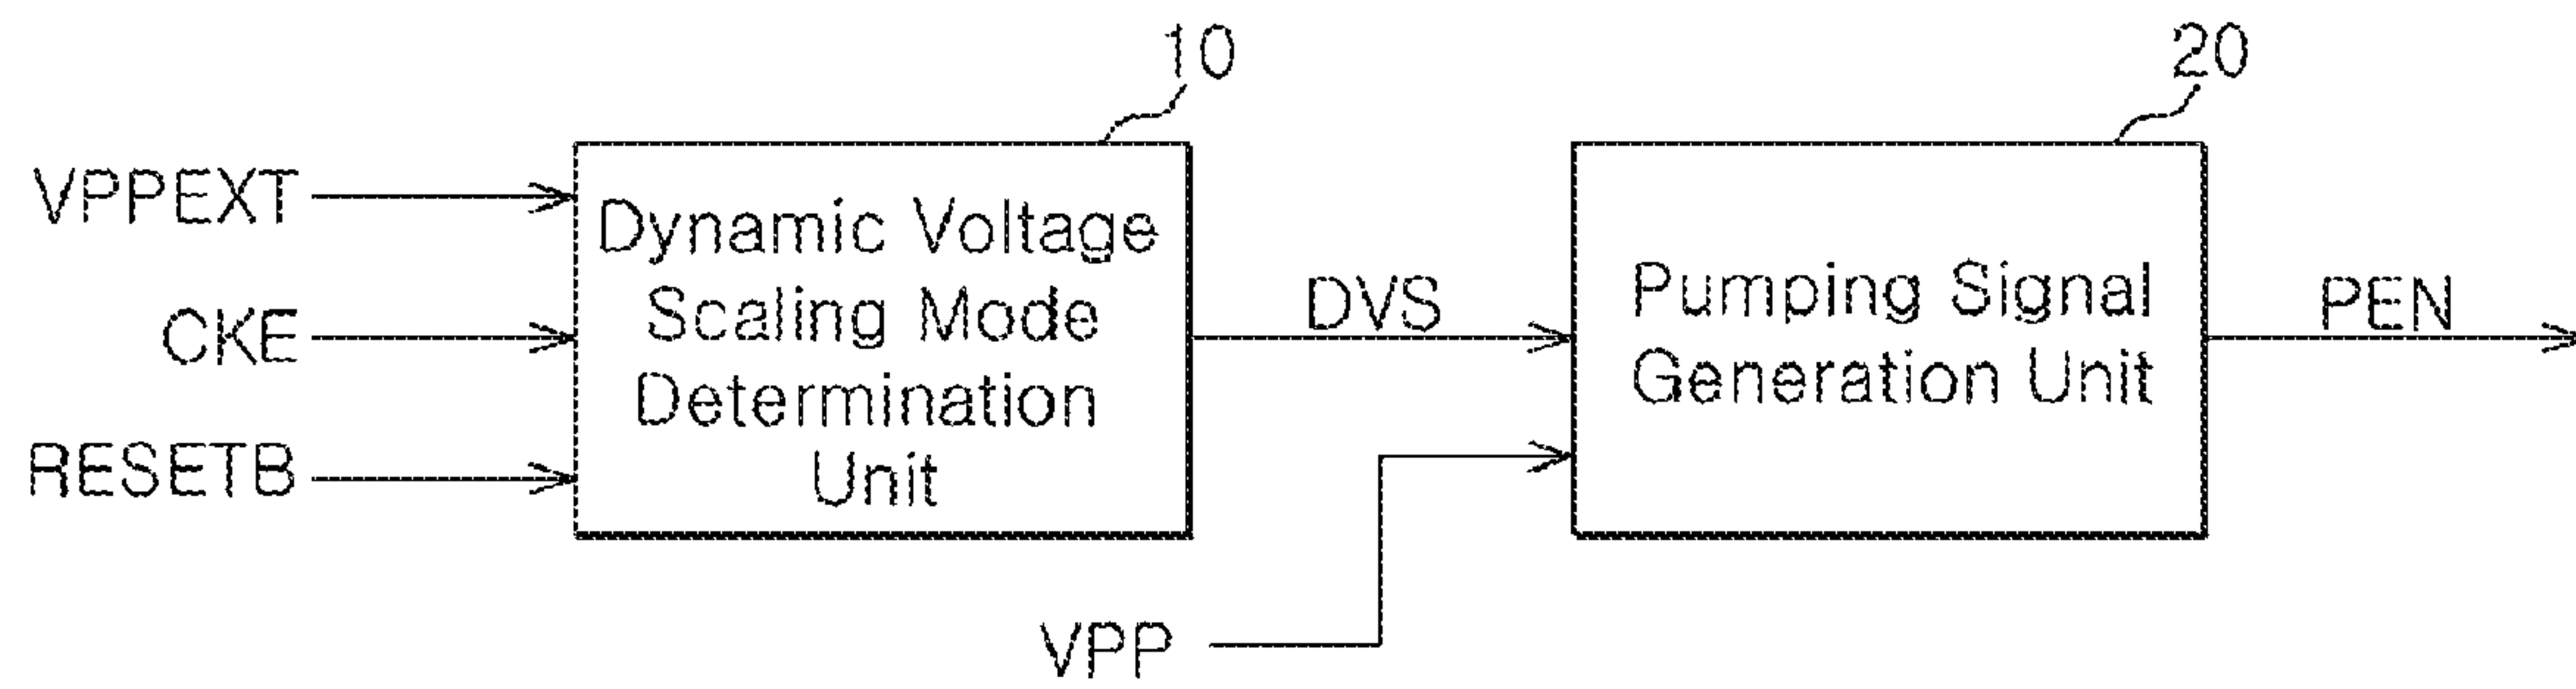 10
20
VPPEXT
CKE
RESETB
Dynamic Voltage
Scaling Mode
Determination
Unit
DVS
VPP
Pumping Signal
Generation Unit
PEN